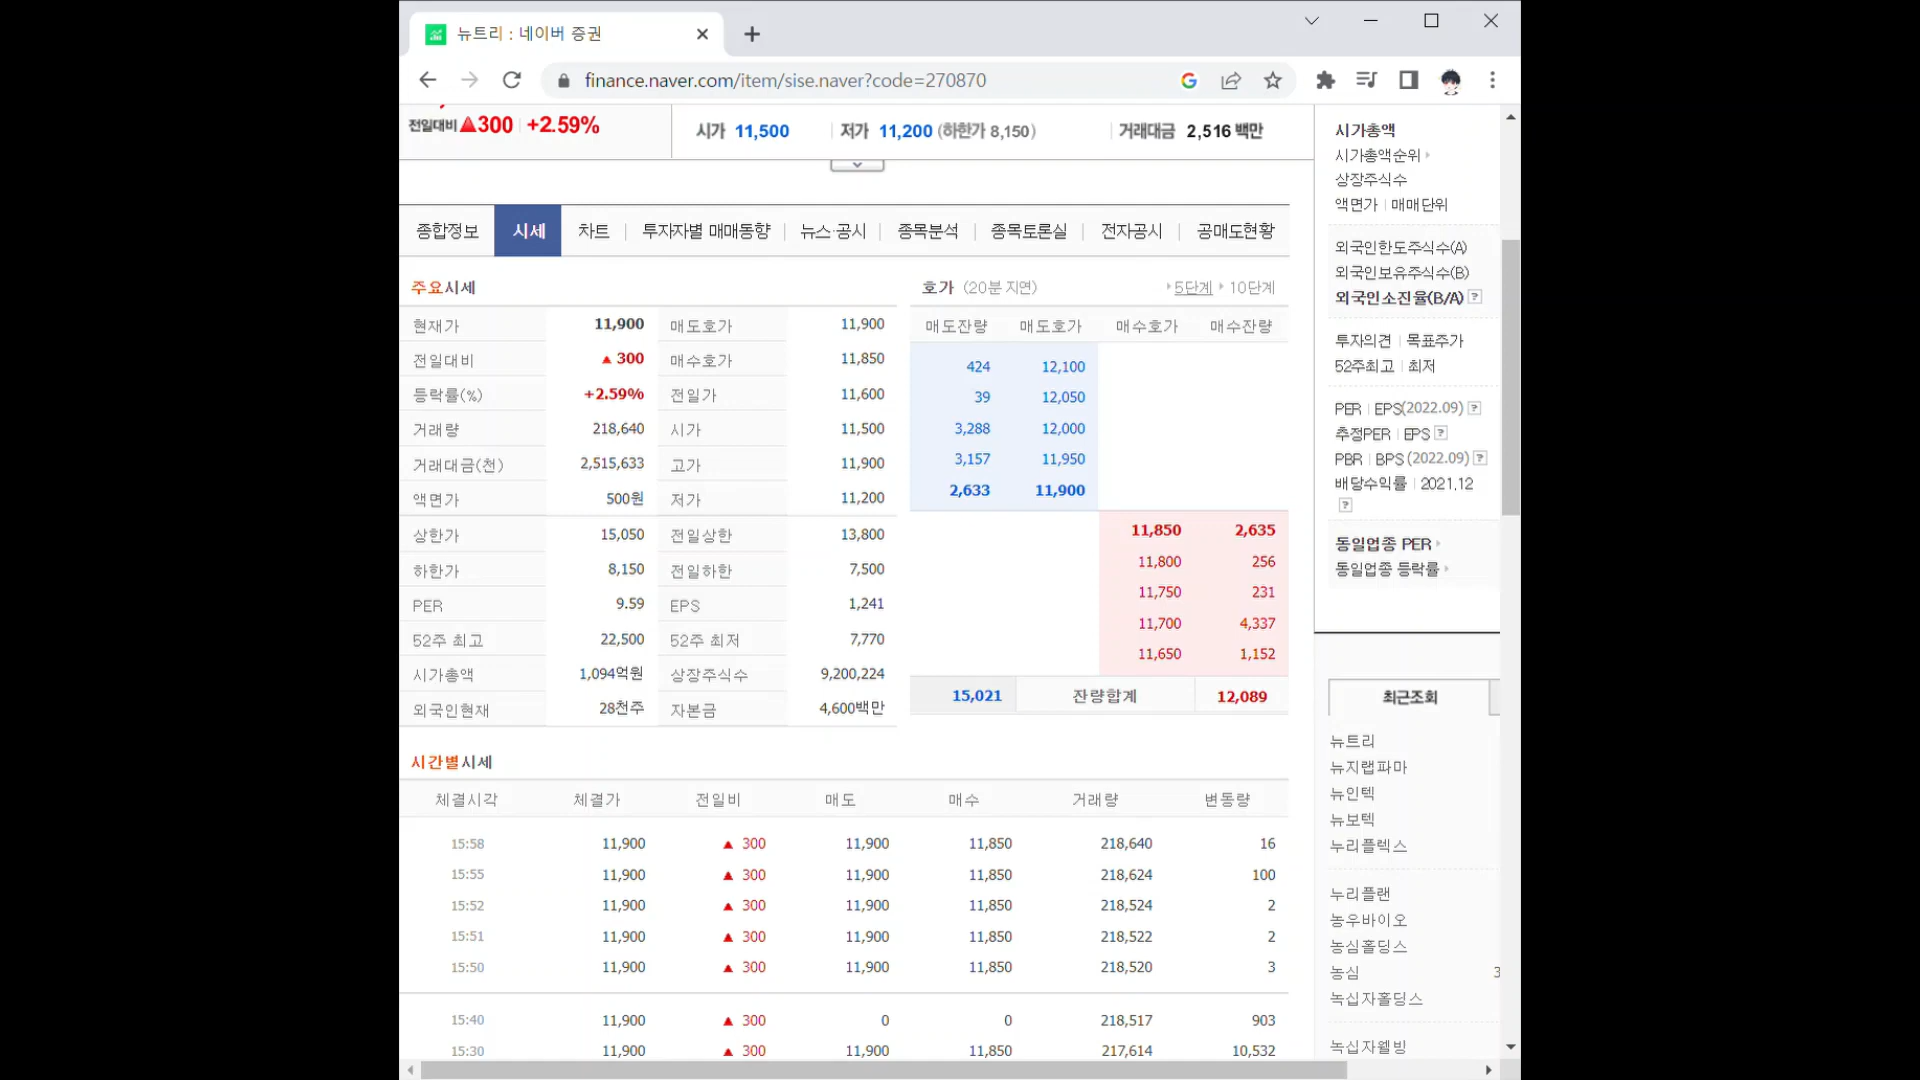 뉴트리 : 네이버 증권
finance.naver.com/item/sise.naver?code=270870
전일대비 ▲300 +2.59%
시가 11,500 저가 11,200 (하한가 8,150) 거래대금 2,516 백만
종합정보 시세 차트 투자자별 매매동향 뉴스·공시 종목분석 종목토론실 전자공시 공매도현황
주요시세
현재가 11,900 매도호가 11,900
전일대비 ▲ 300 매수호가 11,850
등락률(%) +2.59% 전일가 11,600
거래량 218,640 시가 11,500
거래대금(천) 2,515,633 고가 11,900
액면가 500원 저가 11,200
상한가 15,050 전일상한 13,800
하한가 8,150 전일하한 7,500
PER 9.59 EPS 1,241
52주 최고 22,500 52주 최저 7,770
시가총액 1,094억원 상장주식수 9,200,224
외국인현재 28천주 자본금 4,600백만
호가 (20분 지연) 5단계 10단계
매도잔량 매도호가 매수호가 매수잔량
424 12,100
39 12,050
3,288 12,000
3,157 11,950
2,633 11,900
11,850 2,635
11,800 256
11,750 231
11,700 4,337
11,650 1,152
15,021 잔량합계 12,089
시간별시세
체결시각 체결가 전일비 매도 매수 거래량 변동량
15:58 11,900 ▲ 300 11,900 11,850 218,640 16
15:55 11,900 ▲ 300 11,900 11,850 218,624 100
15:52 11,900 ▲ 300 11,900 11,850 218,524 2
15:51 11,900 ▲ 300 11,900 11,850 218,522 2
15:50 11,900 ▲ 300 11,900 11,850 218,520 3
15:40 11,900 ▲ 300 0 0 218,517 903
15:30 11,900 ▲ 300 11,900 11,850 217,614 10,532
시가총액
시가총액순위
상장주식수
액면가 | 매매단위
외국인한도주식수(A)
외국인보유주식수(B)
외국인소진율(B/A) ?
투자의견 | 목표주가
52주최고 | 최저
PER | EPS(2022.09) ?
추정PER | EPS ?
PBR | BPS (2022.09) ?
배당수익률 | 2021.12
?
동일업종 PER
동일업종 등락률
최근조회
뉴트리
뉴지랩파마
뉴인텍
뉴보텍
누리플렉스
누리플랜
농우바이오
농심홀딩스
농심 3
녹십자홀딩스
녹십자웰빙